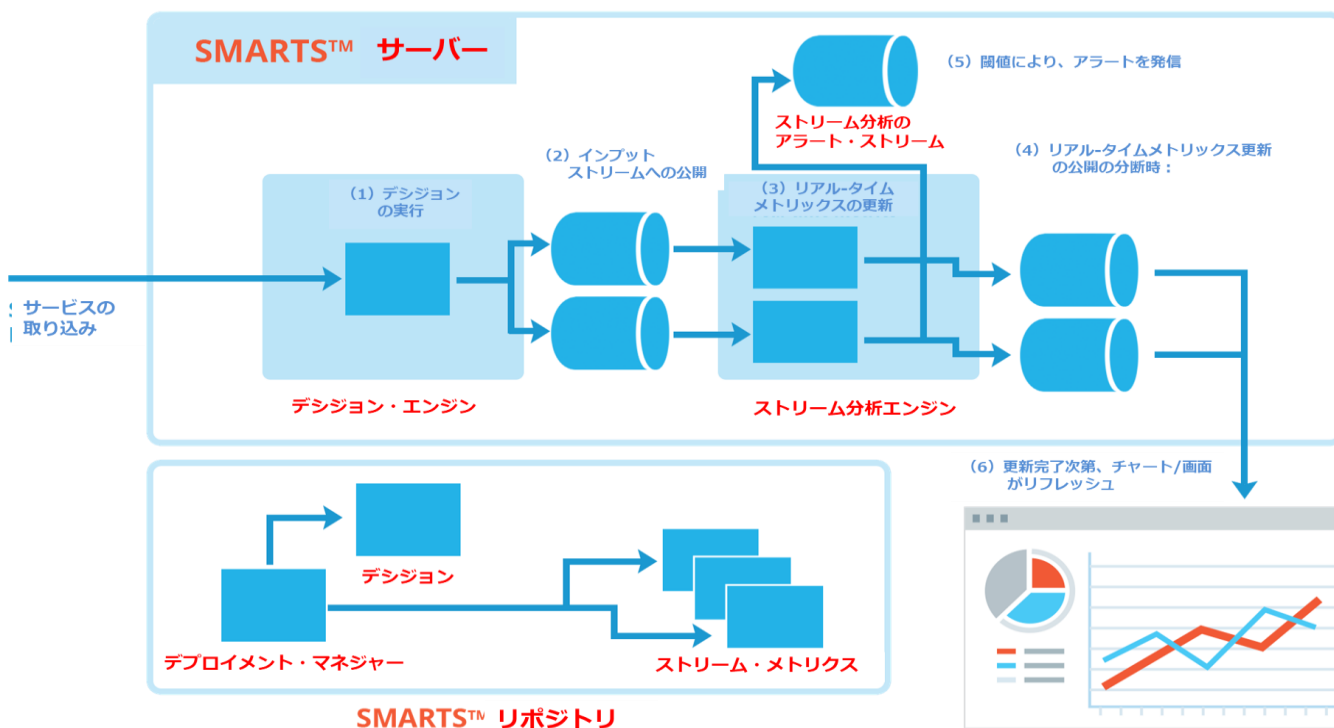 SMARTS™ サーバー
(5)閾値により、アラートを発信
ストリーム分析の
アラート・ストリーム
(2)インプット
ストリームへの公開
(4)リアル-タイムメトリックス更新
の公開の分断時:
(1)デシジョン
の実行
(3)リアル-タイム
メトリックスの更新
サービスの
取り込み
デシジョン・エンジン
ストリーム分析エンジン
(6)更新完了次第、チャート/画面
がリフレッシュ
デシジョン
デプロイメント・マネジャー
ストリーム・メトリクス
SMARTS™ リポジトリ